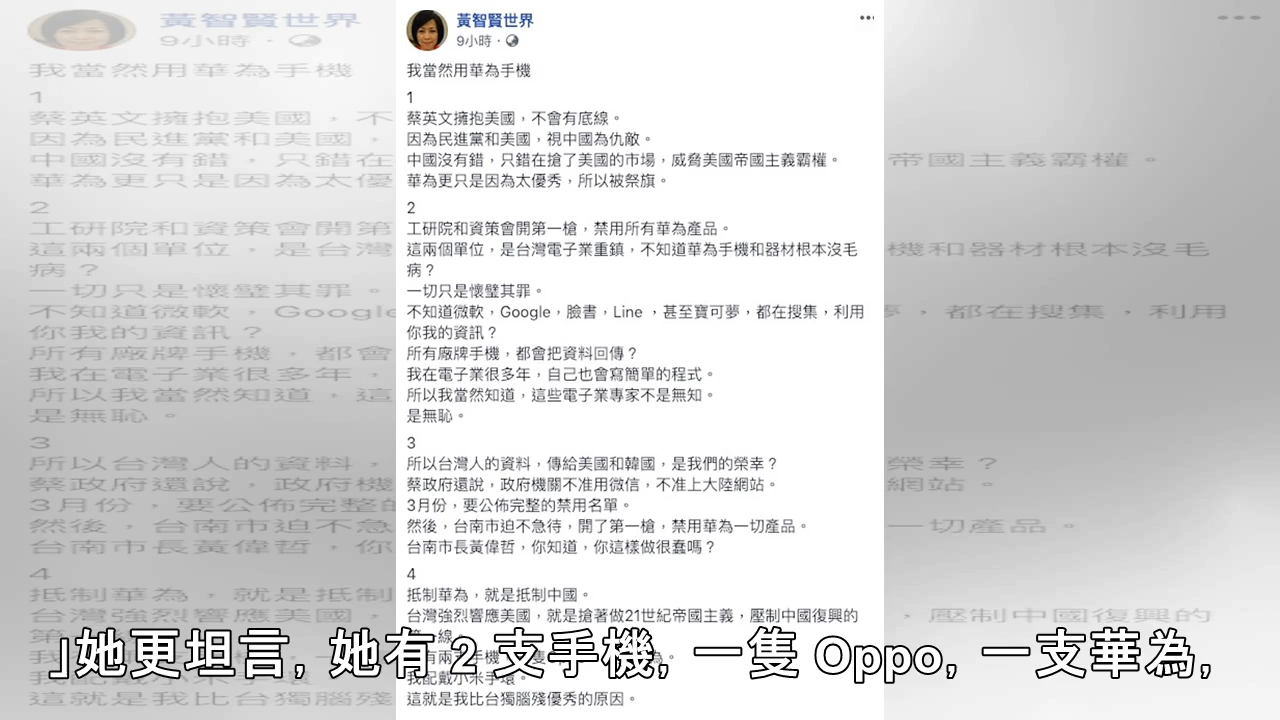 黃智賢世界
9小時
我當然用華為手機
1
蔡英文擁抱美國，不會有底線。
因為民進黨和美國，視中國為仇敵。
中國沒有錯，只錯在搶了美國的市場，威脅美國帝國主義霸權。
華為更只是因為太優秀，所以被祭旗。
2
工研院和資策會開第一槍，禁用所有華為產品。
這兩個單位，是台灣電子業重鎮，不知道華為手機和器材根本沒毛
病？
一切只是懷璧其罪。
不知道微軟，Google，臉書，Line ，甚至寶可夢，都在搜集，利用
你我的資訊？
所有廠牌手機，都會把資料回傳？
我在電子業很多年，自己也會寫簡單的程式。
所以我當然知道，這些電子業專家不是無知。
是無恥。
3
所以台灣人的資料，傳給美國和韓國，是我們的榮幸？
蔡政府還說，政府機關不准用微信，不准上大陸網站。
3月份，要公佈完整的禁用名單。
然後，台南市迫不急待，開了第一槍，禁用華為一切產品。
台南市長黃偉哲，你知道，你這樣做很蠢嗎？
4
抵制華為，就是抵制中國。
台灣強烈響應美國，就是搶著做21世紀帝國主義，壓制中國復興的
第一線。
我配戴小米手環。
這就是我比台獨腦殘優秀的原因。
」她更坦言, 她有 2 支手機, 一隻 Oppo, 一支華為,